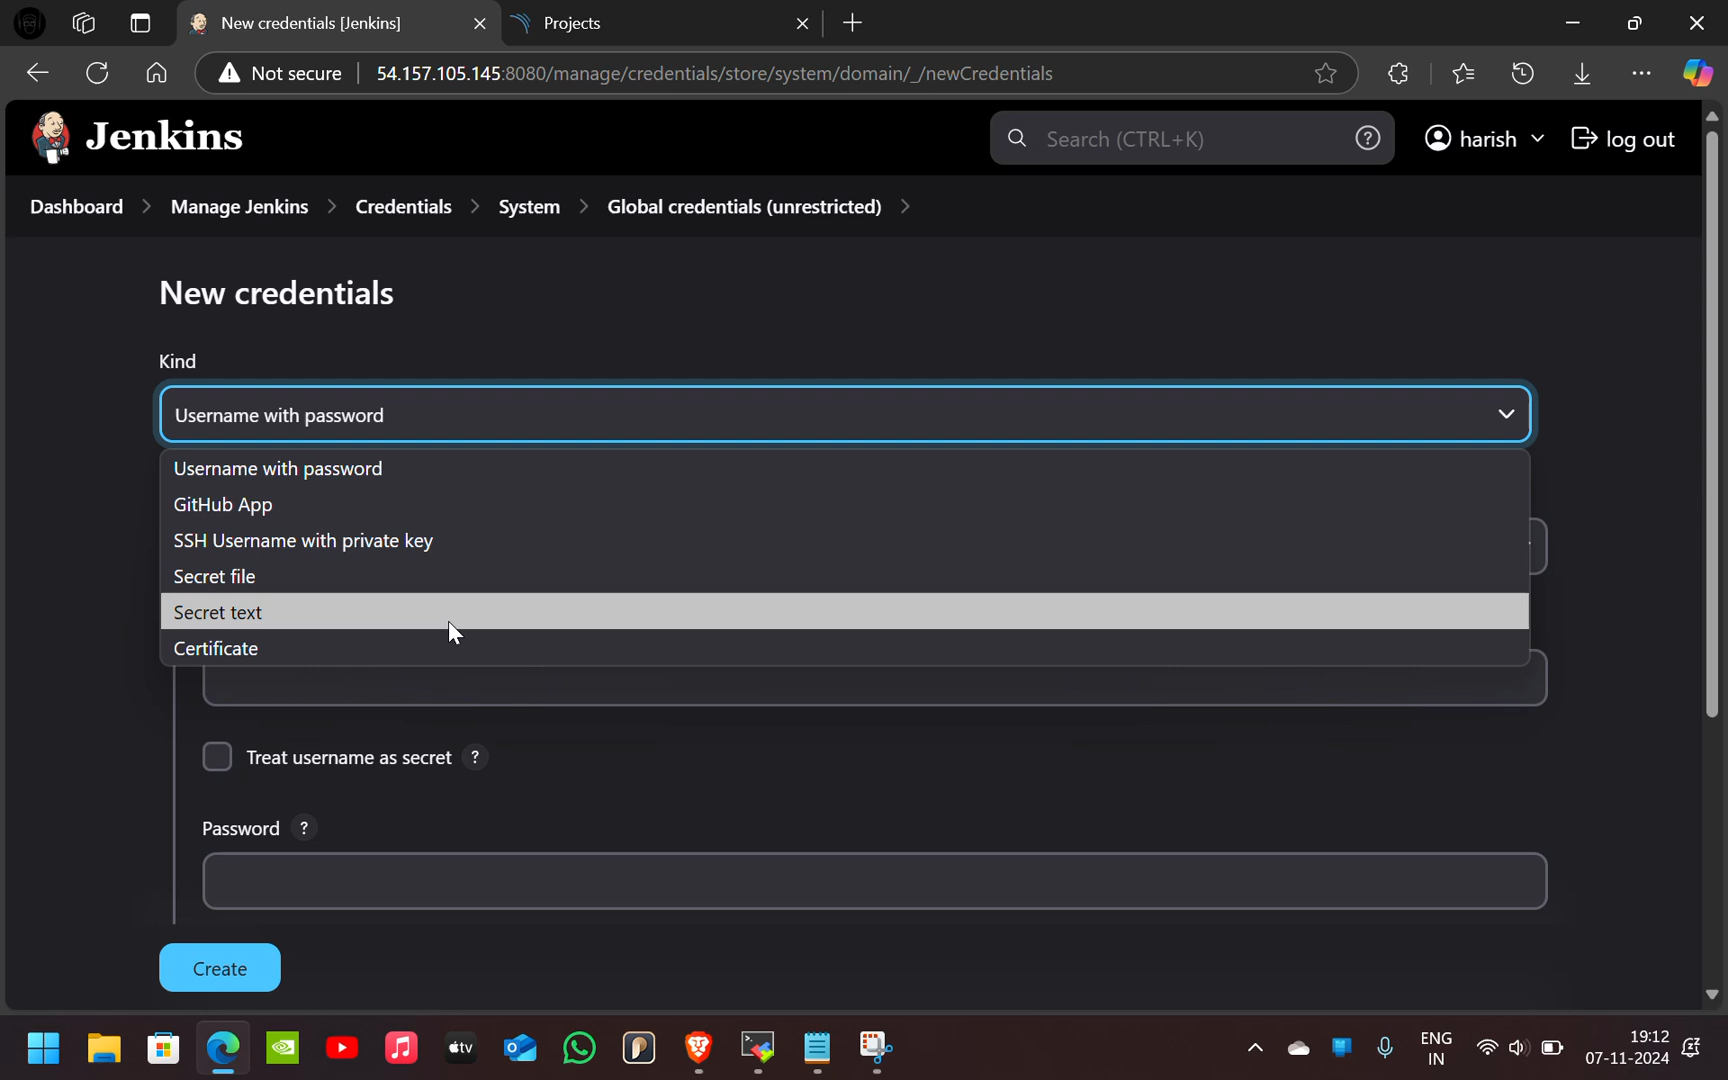 New credentials [Jenkins]
Projects
Not secure
54.157.105.145:8080/manage/credentials/store/system/domain/_/newCredentials
Jenkins
Search (CTRL+K)
?
harish
log out
Dashboard
Manage Jenkins
Credentials
System
Global credentials (unrestricted)
New credentials
Kind
Username with password
Username with password
GitHub App
SSH Username with private key
Secret file
Secret text
Certificate
Treat username as secret ?
Password ?
Create
tv
ENG
IN
19:12
07-11-2024